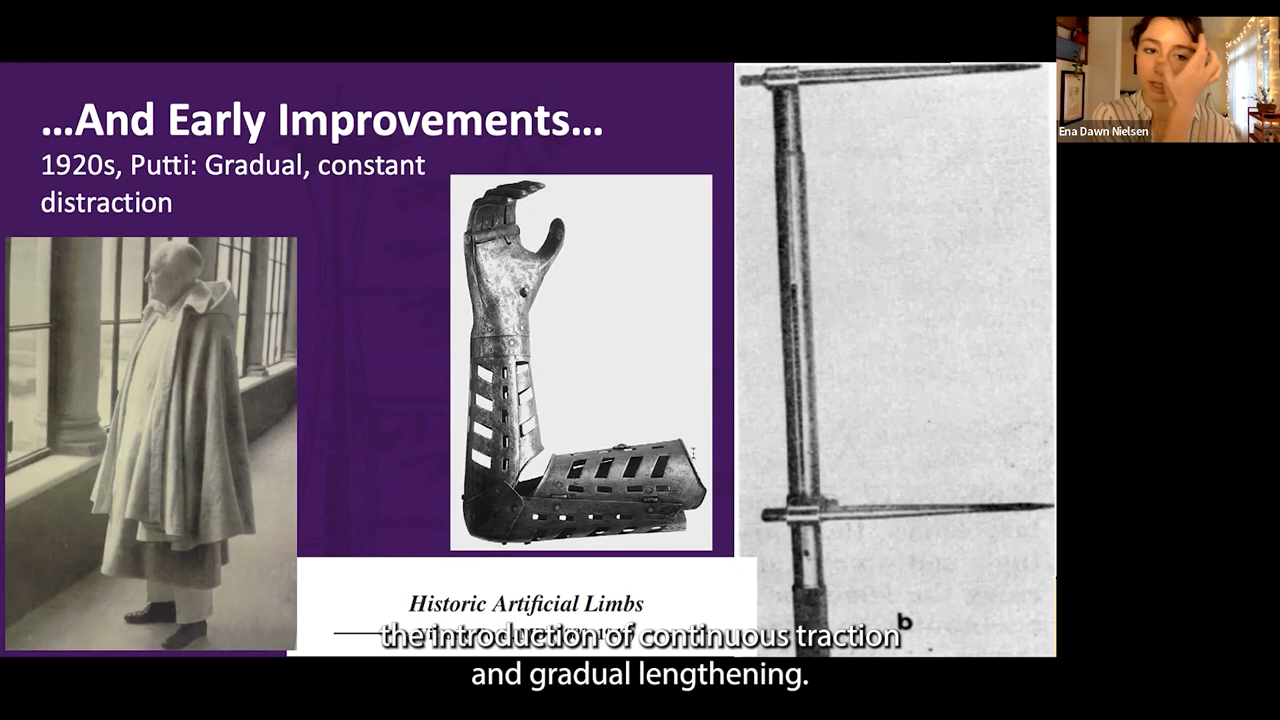 …And Early Improvements…
1920s, Putti: Gradual, constant
distraction
Ena Dawn Nielsen
Historic Artificial Limbs
b
the introduction of continuous traction
and gradual lengthening.